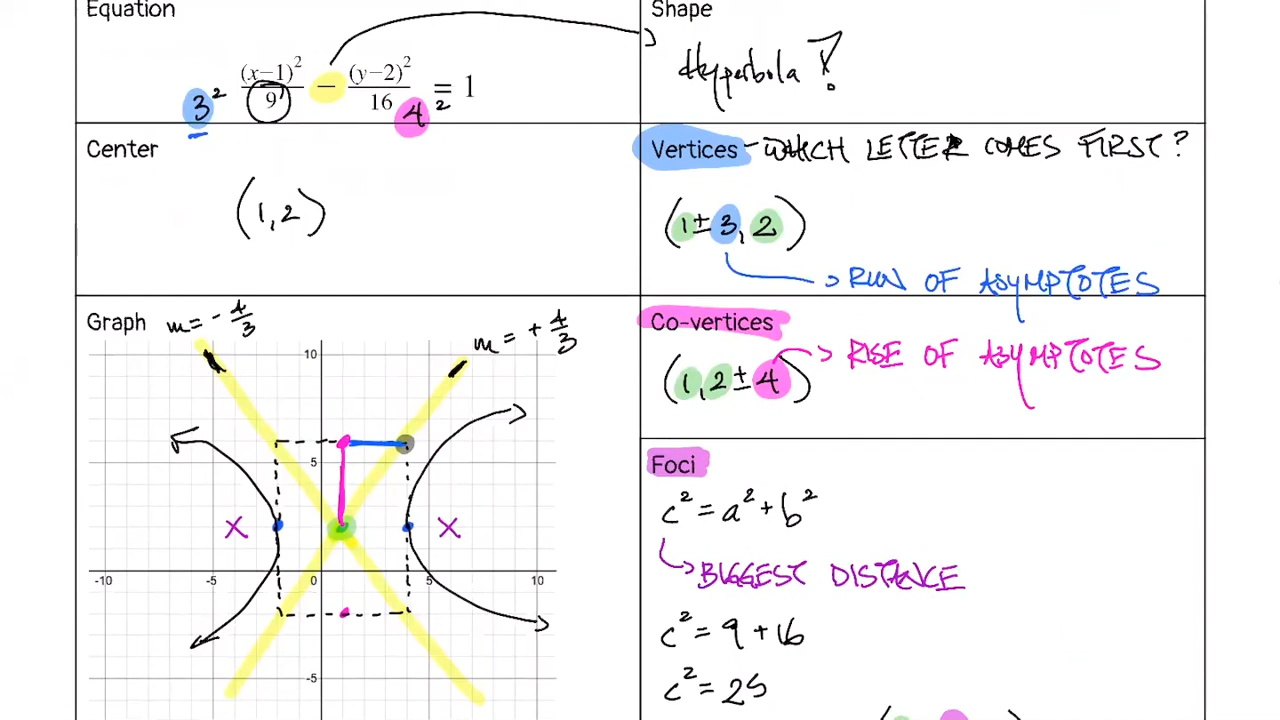 Equation
(x−1)² / 9 − (y−2)² / 16 = 1
3² 4²
Shape
Hyperbola!
Center
(1, 2)
Vertices - WHICH LETTER COMES FIRST?
(1 ± 3, 2)
RUN OF ASYMPTOTES
Graph
m = - 4/3
m = + 4/3
10
5
-10 -5 0 5 10
-5
X X
Co-vertices
(1, 2 ± 4)
RISE OF ASYMPTOTES
Foci
c² = a² + b²
BIGGEST DISTANCE
c² = 9 + 16
c² = 25